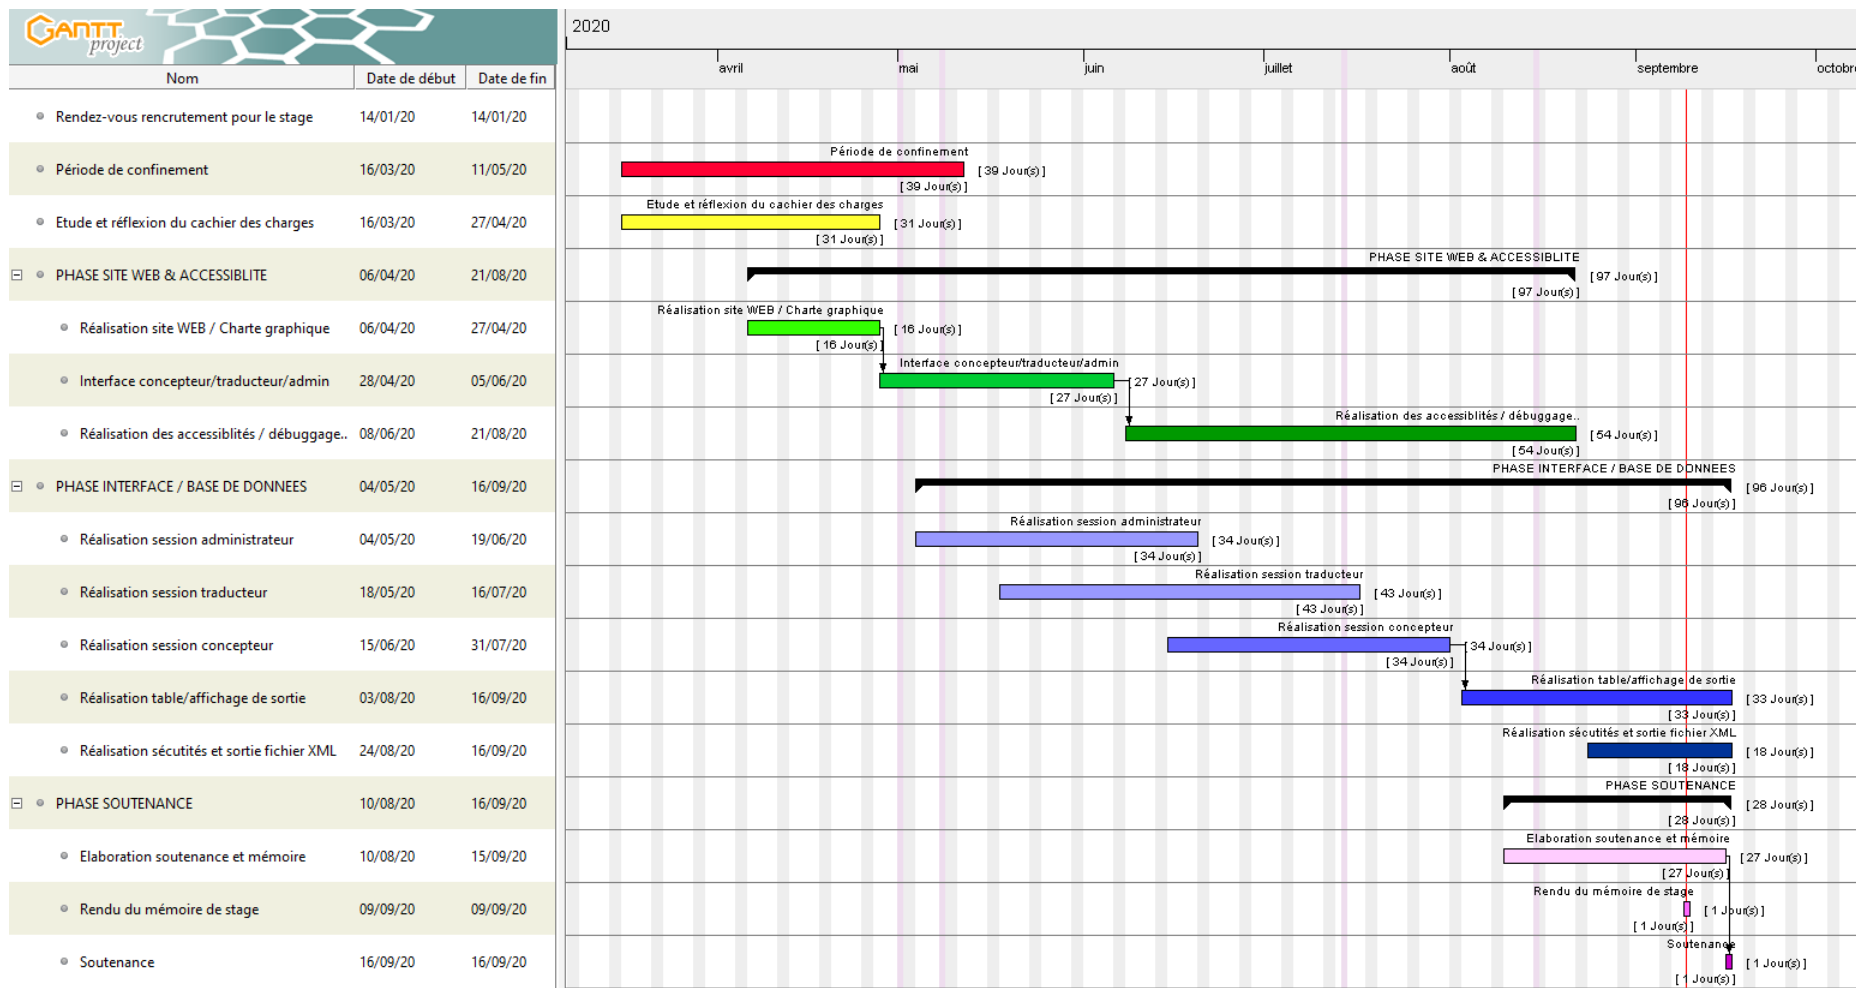 GANTT
project
2020
avril mai juin juillet août septembre octobre
Nom Date de début Date de fin
Rendez-vous rencrutement pour le stage 14/01/20 14/01/20
Période de confinement 16/03/20 11/05/20
Période de confinement
[ 39 Jour(s) ]
[ 39 Jour(s) ]
Etude et réflexion du cachier des charges 16/03/20 27/04/20
Etude et réflexion du cachier des charges
[ 31 Jour(s) ]
[ 31 Jour(s) ]
PHASE SITE WEB & ACCESSIBLITE 06/04/20 21/08/20
PHASE SITE WEB & ACCESSIBLITE
[ 97 Jour(s) ]
[ 97 Jour(s) ]
Réalisation site WEB / Charte graphique 06/04/20 27/04/20
Réalisation site WEB / Charte graphique
[ 16 Jour(s) ]
[ 16 Jour(s) ]
Interface concepteur/traducteur/admin 28/04/20 05/06/20
Interface concepteur/traducteur/admin
[ 27 Jour(s) ]
[ 27 Jour(s) ]
Réalisation des accessiblités / débuggage.. 08/06/20 21/08/20
Réalisation des accessiblités / débuggage..
[ 54 Jour(s) ]
[ 54 Jour(s) ]
PHASE INTERFACE / BASE DE DONNEES 04/05/20 16/09/20
PHASE INTERFACE / BASE DE DONNEES
[ 96 Jour(s) ]
[ 96 Jour(s) ]
Réalisation session administrateur 04/05/20 19/06/20
Réalisation session administrateur
[ 34 Jour(s) ]
[ 34 Jour(s) ]
Réalisation session traducteur 18/05/20 16/07/20
Réalisation session traducteur
[ 43 Jour(s) ]
[ 43 Jour(s) ]
Réalisation session concepteur 15/06/20 31/07/20
Réalisation session concepteur
[ 34 Jour(s) ]
[ 34 Jour(s) ]
Réalisation table/affichage de sortie 03/08/20 16/09/20
Réalisation table/affichage de sortie
[ 33 Jour(s) ]
[ 33 Jour(s) ]
Réalisation sécutités et sortie fichier XML 24/08/20 16/09/20
Réalisation sécutités et sortie fichier XML
[ 18 Jour(s) ]
[ 18 Jour(s) ]
PHASE SOUTENANCE 10/08/20 16/09/20
PHASE SOUTENANCE
[ 28 Jour(s) ]
[ 28 Jour(s) ]
Elaboration soutenance et mémoire 10/08/20 15/09/20
Elaboration soutenance et mémoire
[ 27 Jour(s) ]
[ 27 Jour(s) ]
Rendu du mémoire de stage 09/09/20 09/09/20
Rendu du mémoire de stage
[ 1 Jour(s) ]
[ 1 Jour(s) ]
Soutenance 16/09/20 16/09/20
Soutenance
[ 1 Jour(s) ]
[ 1 Jour(s) ]